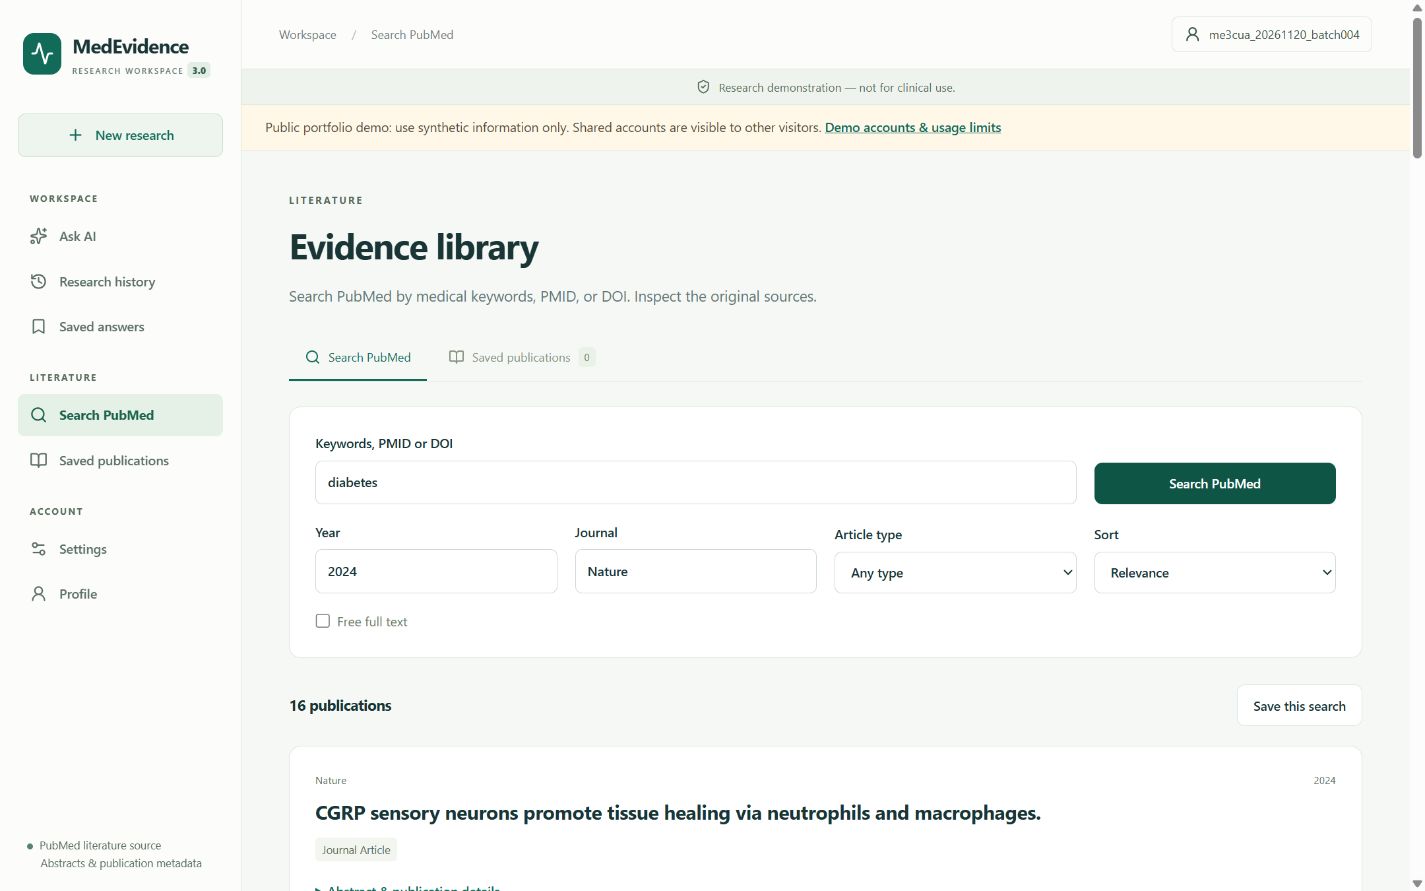 MedEvidence
RESEARCH WORKSPACE 3.0
New research
WORKSPACE
Ask AI
Research history
Saved answers
LITERATURE
Search PubMed
Saved publications
ACCOUNT
Settings
Profile
PubMed literature source
Abstracts & publication metadata
Workspace / Search PubMed
me3cua_20261120_batch004
Research demonstration — not for clinical use.
Public portfolio demo: use synthetic information only. Shared accounts are visible to other visitors. Demo accounts & usage limits
LITERATURE
Evidence library
Search PubMed by medical keywords, PMID, or DOI. Inspect the original sources.
Search PubMed Saved publications 0
Keywords, PMID or DOI
diabetes Search PubMed
Year Journal Article type Sort
2024 Nature Any type Relevance
Free full text
16 publications Save this search
Nature 2024
CGRP sensory neurons promote tissue healing via neutrophils and macrophages.
Journal Article
Abstract & publication details